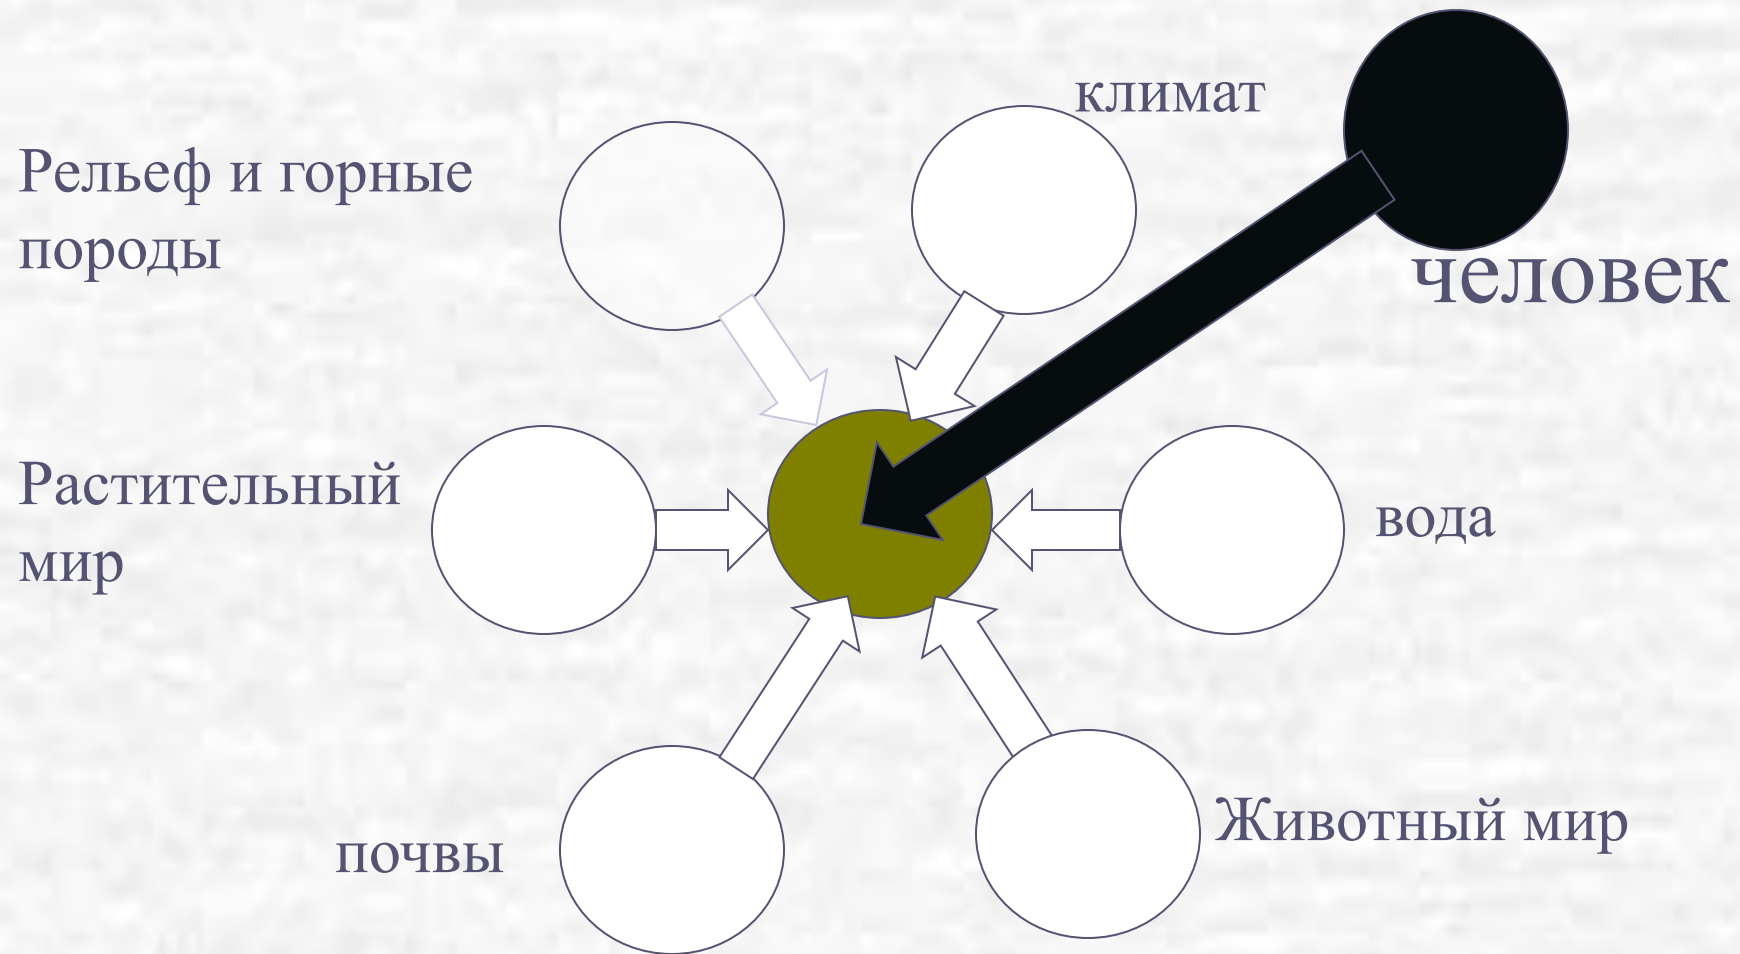 климат
Рельеф и горные
породы
человек
Растительный
мир
вода
Животный мир
почвы